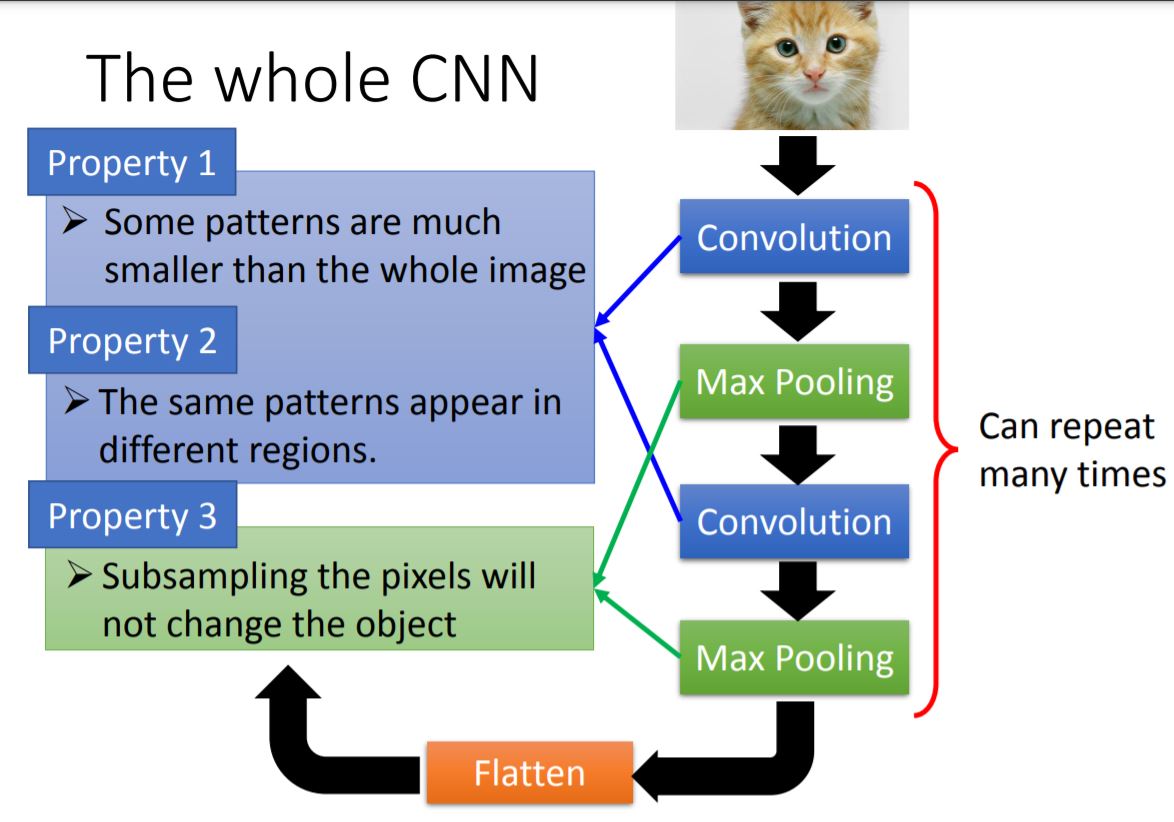 The whole CNN
Property 1
➢ Some patterns are much
smaller than the whole image
Property 2
➢ The same patterns appear in
different regions.
Property 3
➢ Subsampling the pixels will
not change the object
Convolution
Max Pooling
Convolution
Max Pooling
Can repeat
many times
Flatten